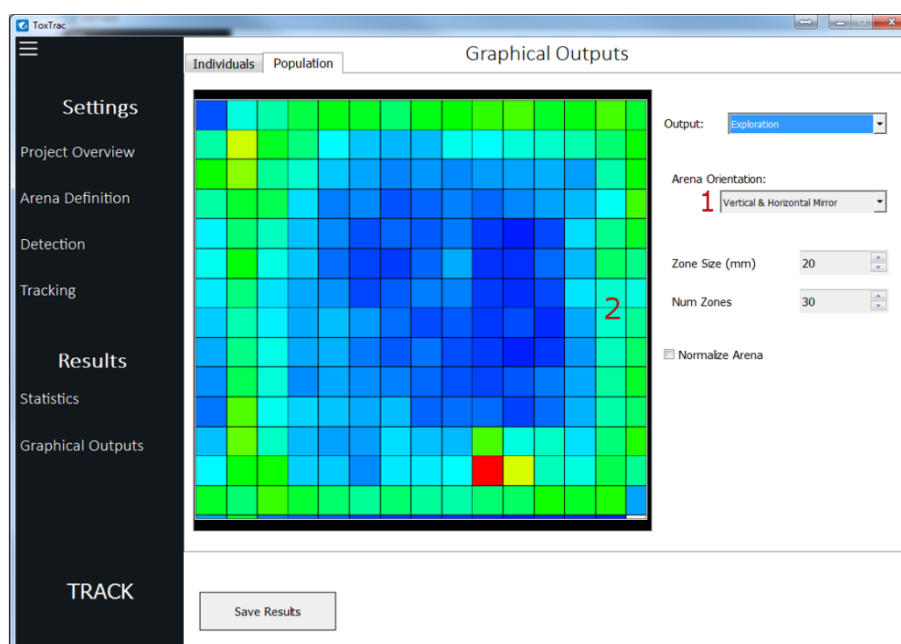 ToxTrac
Graphical Outputs
Individuals
Population
Settings
Project Overview
Arena Definition
Detection
Tracking
Results
Statistics
Graphical Outputs
TRACK
Output:
Exploration
Arena Orientation:
1
Vertical & Horizontal Mirror
Zone Size (mm)
20
2
Num Zones
30
Normalize Arena
Save Results